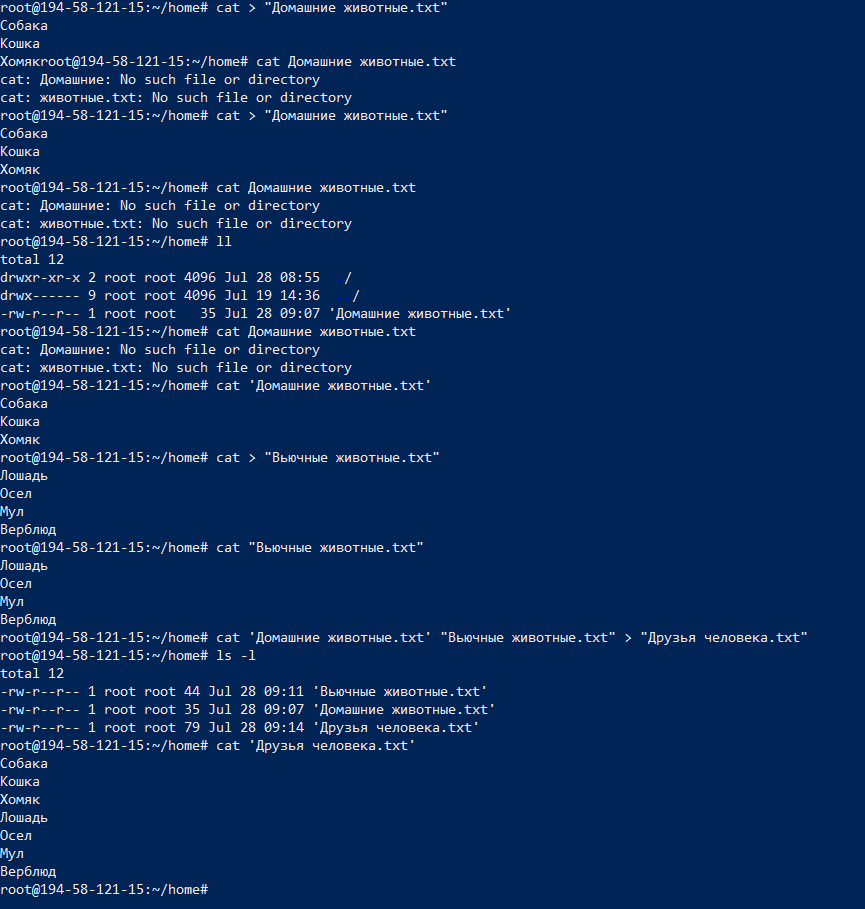 root@194-58-121-15:~/home# cat > "Домашние животные.txt"
Собака
Кошка
Хомякroot@194-58-121-15:~/home# cat Домашние животные.txt
cat: Домашние: No such file or directory
cat: животные.txt: No such file or directory
root@194-58-121-15:~/home# cat > "Домашние животные.txt"
Собака
Кошка
Хомяк
root@194-58-121-15:~/home# cat Домашние животные.txt
cat: Домашние: No such file or directory
cat: животные.txt: No such file or directory
root@194-58-121-15:~/home# ll
total 12
drwxr-xr-x 2 root root 4096 Jul 28 08:55 ./
drwx------ 9 root root 4096 Jul 19 14:36 ../
-rw-r--r-- 1 root root   35 Jul 28 09:07 'Домашние животные.txt'
root@194-58-121-15:~/home# cat Домашние животные.txt
cat: Домашние: No such file or directory
cat: животные.txt: No such file or directory
root@194-58-121-15:~/home# cat 'Домашние животные.txt'
Собака
Кошка
Хомяк
root@194-58-121-15:~/home# cat > "Вьючные животные.txt"
Лошадь
Осел
Мул
Верблюд
root@194-58-121-15:~/home# cat "Вьючные животные.txt"
Лошадь
Осел
Мул
Верблюд
root@194-58-121-15:~/home# cat 'Домашние животные.txt' "Вьючные животные.txt" > "Друзья человека.txt"
root@194-58-121-15:~/home# ls -l
total 12
-rw-r--r-- 1 root root 44 Jul 28 09:11 'Вьючные животные.txt'
-rw-r--r-- 1 root root 35 Jul 28 09:07 'Домашние животные.txt'
-rw-r--r-- 1 root root 79 Jul 28 09:14 'Друзья человека.txt'
root@194-58-121-15:~/home# cat 'Друзья человека.txt'
Собака
Кошка
Хомяк
Лошадь
Осел
Мул
Верблюд
root@194-58-121-15:~/home#